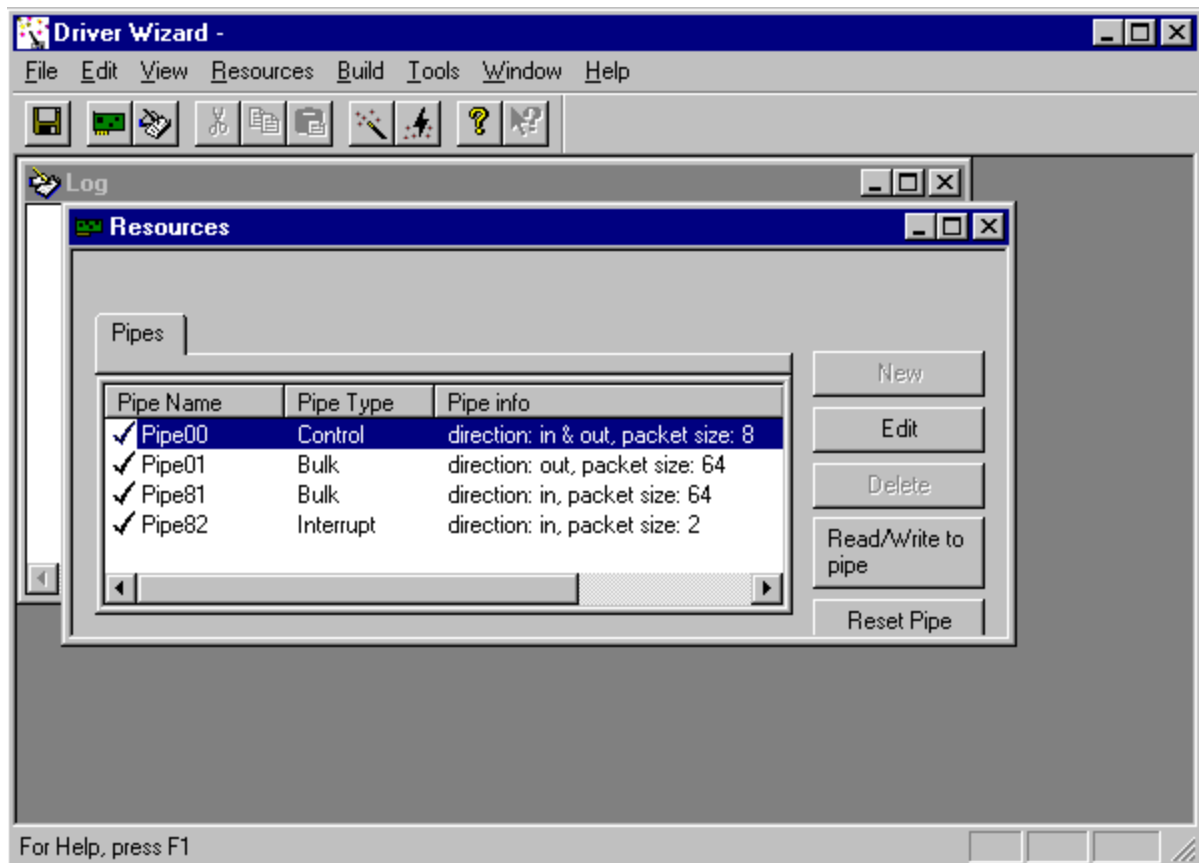 Driver Wizard -
File Edit View Resources Build Tools Window Help
Log
Resources
Pipes
New
Pipe Name Pipe Type Pipe info
Edit
Pipe00 Control direction: in & out, packet size: 8
Pipe01 Bulk direction: out, packet size: 64
Delete
Pipe81 Bulk direction: in, packet size: 64
Pipe82 Interrupt direction: in, packet size: 2
Read/Write to
pipe
Reset Pipe
For Help, press F1